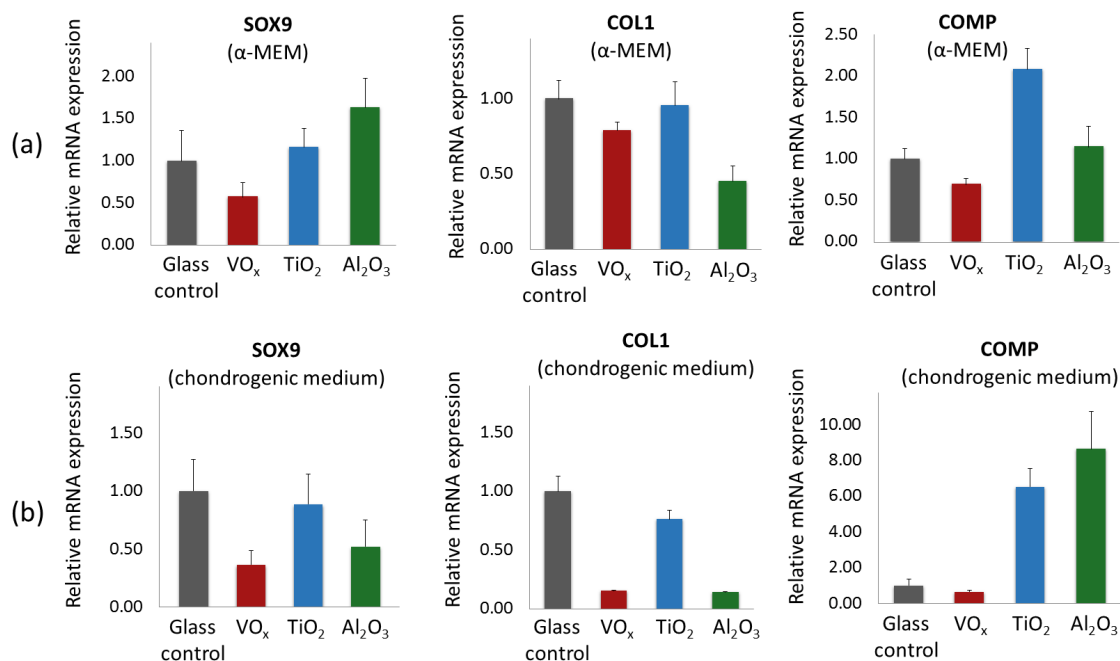 (a)
SOX9
(α-MEM)
Relative mRNA expresssion
2.00
1.50
1.00
0.50
0.00
Glass control
VOₓ
TiO₂
Al₂O₃
COL1
(α-MEM)
Relative mRNA expression
1.00
0.50
0.00
Glass control
VOₓ
TiO₂
Al₂O₃
COMP
(α-MEM)
Relative mRNA expression
2.50
2.00
1.50
1.00
0.50
0.00
Glass control
VOₓ
TiO₂
Al₂O₃
(b)
SOX9
(chondrogenic medium)
Relative mRNA expression
1.50
1.00
0.50
0.00
Glass control
VOₓ
TiO₂
Al₂O₃
COL1
(chondrogenic medium)
Relative mRNA expression
1.50
1.00
0.50
0.00
Glass control
VOₓ
TiO₂
Al₂O₃
COMP
(chondrogenic medium)
Relative mRNA expression
10.00
8.00
6.00
4.00
2.00
0.00
Glass control
VOₓ
TiO₂
Al₂O₃